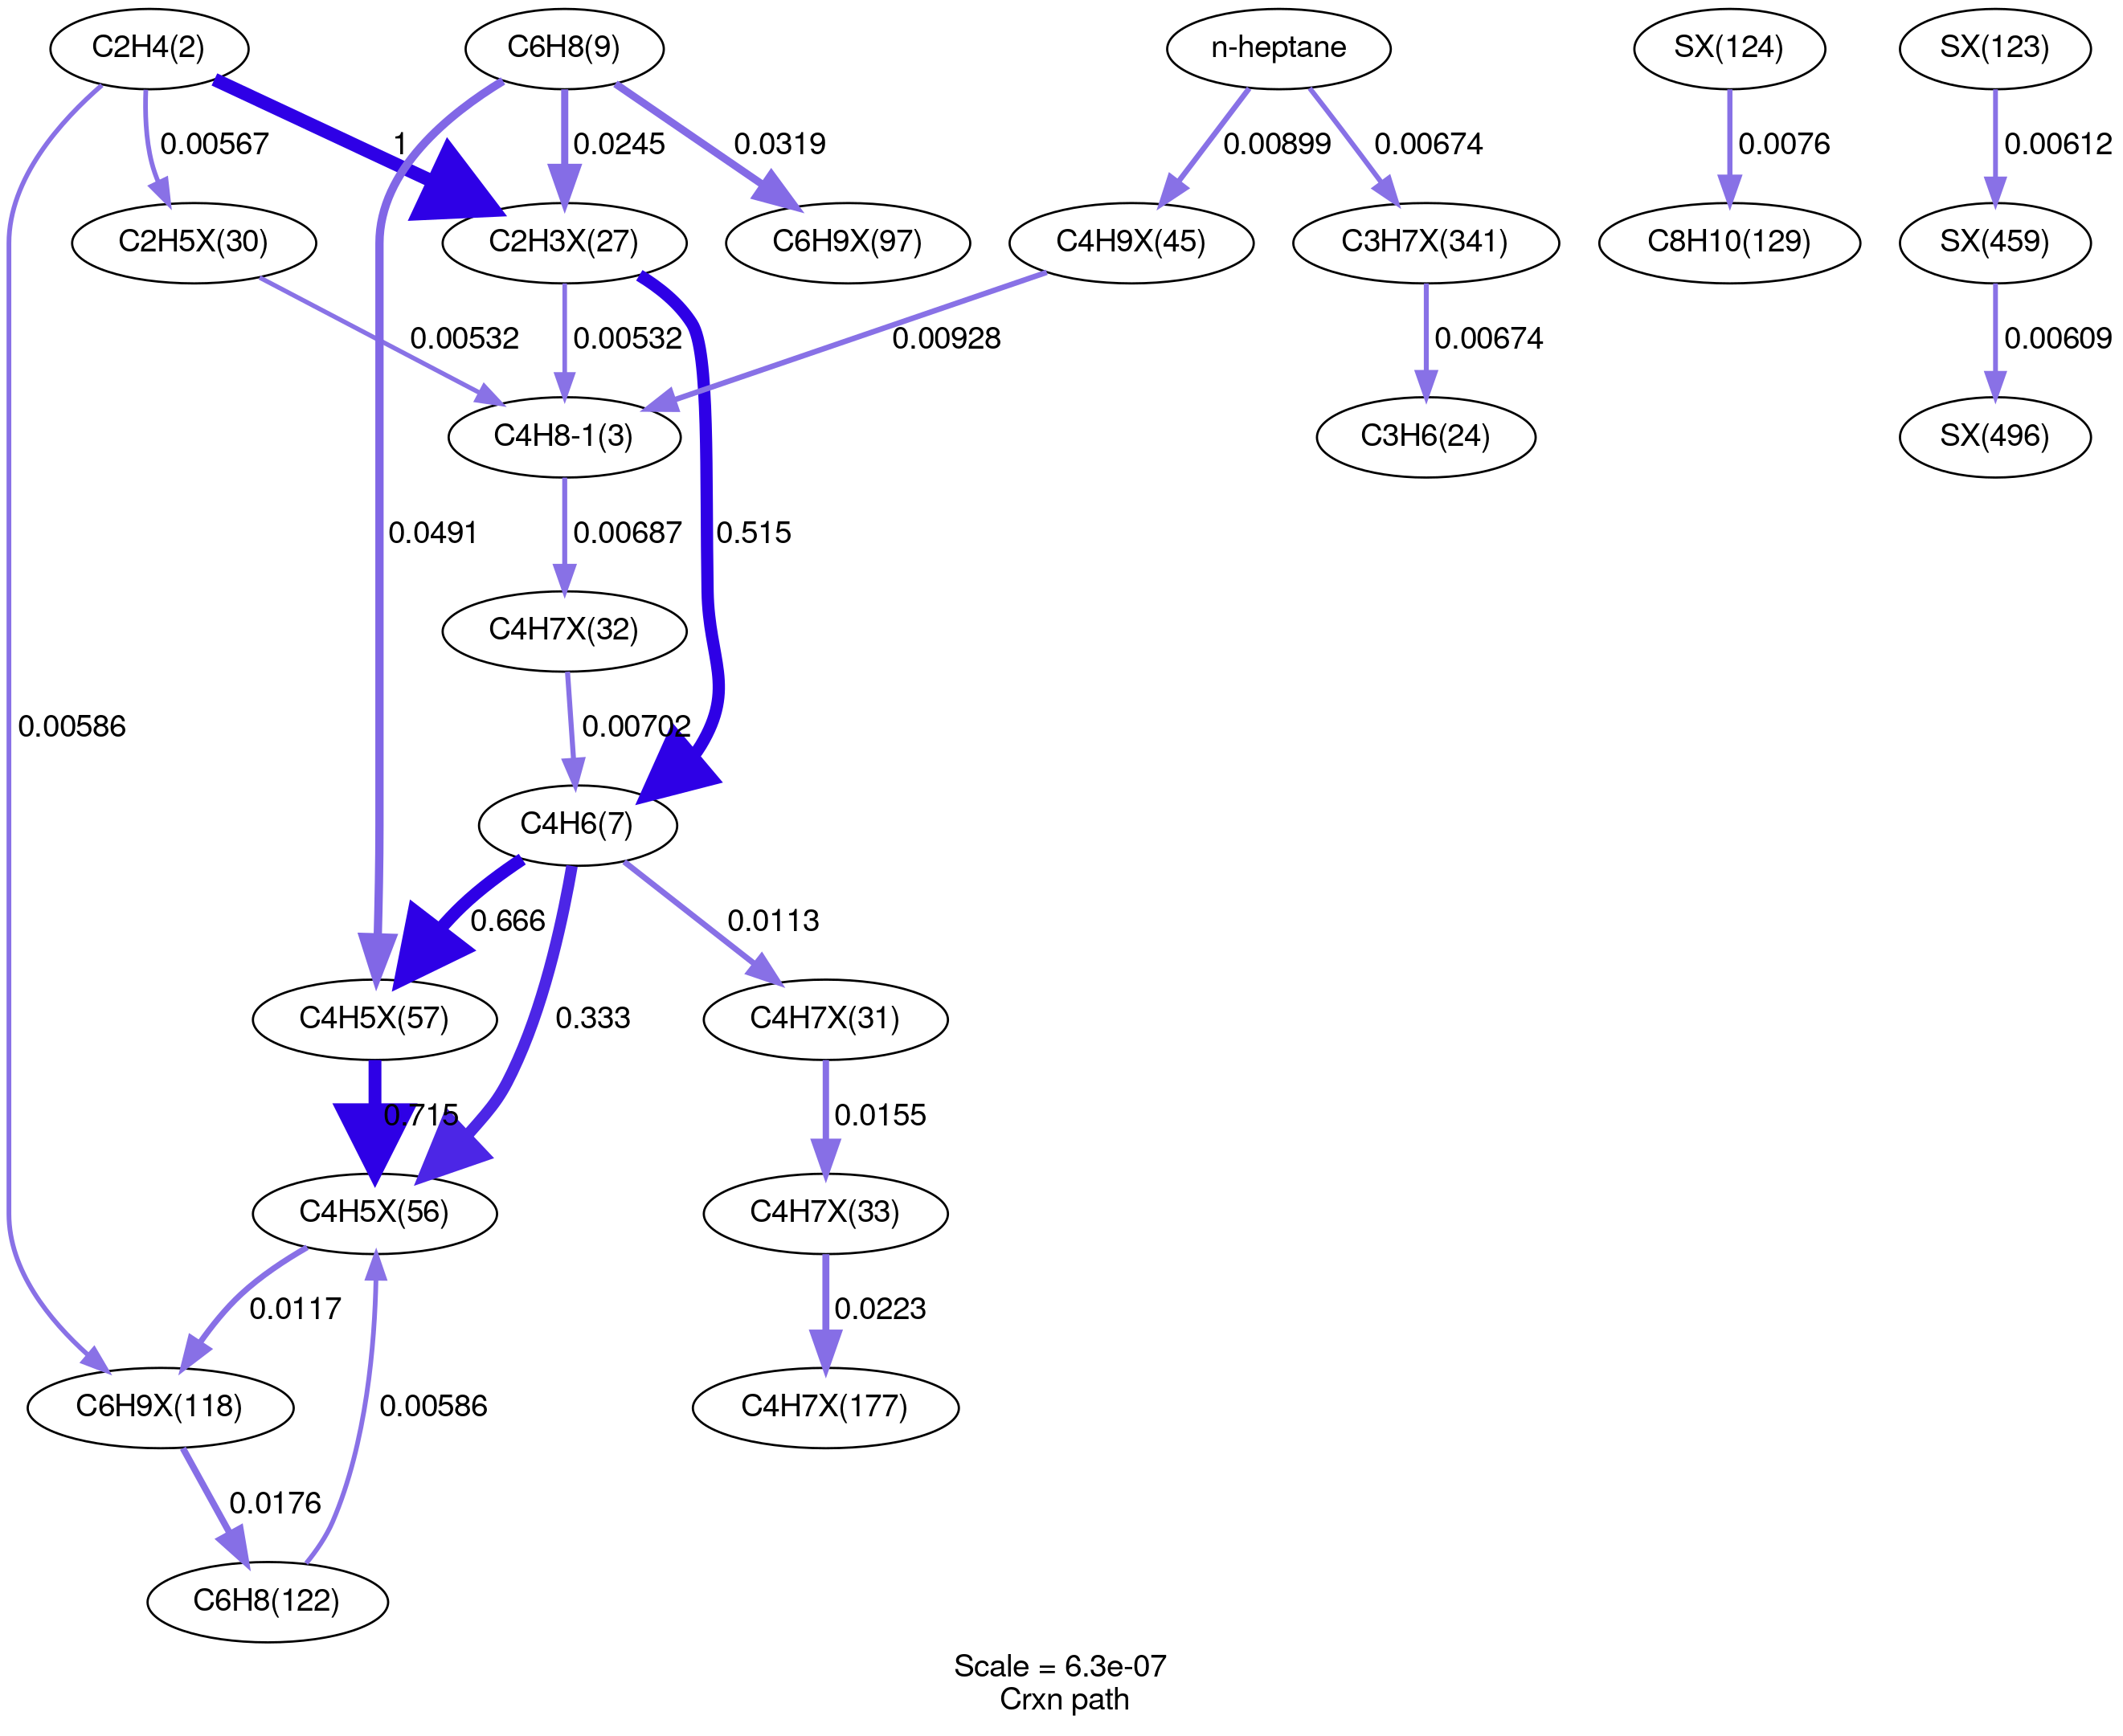 C2H4(2)
C6H8(9)
n-heptane
SX(124)
SX(123)
0.00567
1
0.0245
0.0319
0.00899
0.00674
0.0076
0.00612
C2H5X(30)
C2H3X(27)
C6H9X(97)
C4H9X(45)
C3H7X(341)
C8H10(129)
SX(459)
0.00532
0.00532
0.00928
0.00674
0.00609
C4H8-1(3)
C3H6(24)
SX(496)
0.0491
0.00687
0.515
C4H7X(32)
0.00586
0.00702
C4H6(7)
0.666
0.0113
C4H5X(57)
0.333
C4H7X(31)
0.715
0.0155
C4H5X(56)
C4H7X(33)
0.0117
0.0223
C6H9X(118)
0.00586
C4H7X(177)
0.0176
C6H8(122)
Scale = 6.3e-07
Crxn path